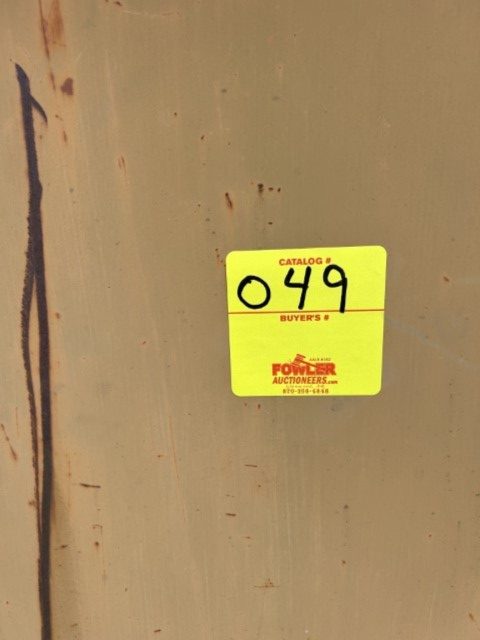 CATALOG #
049
BUYER'S #
FOWLER
AUCTIONEERS.com